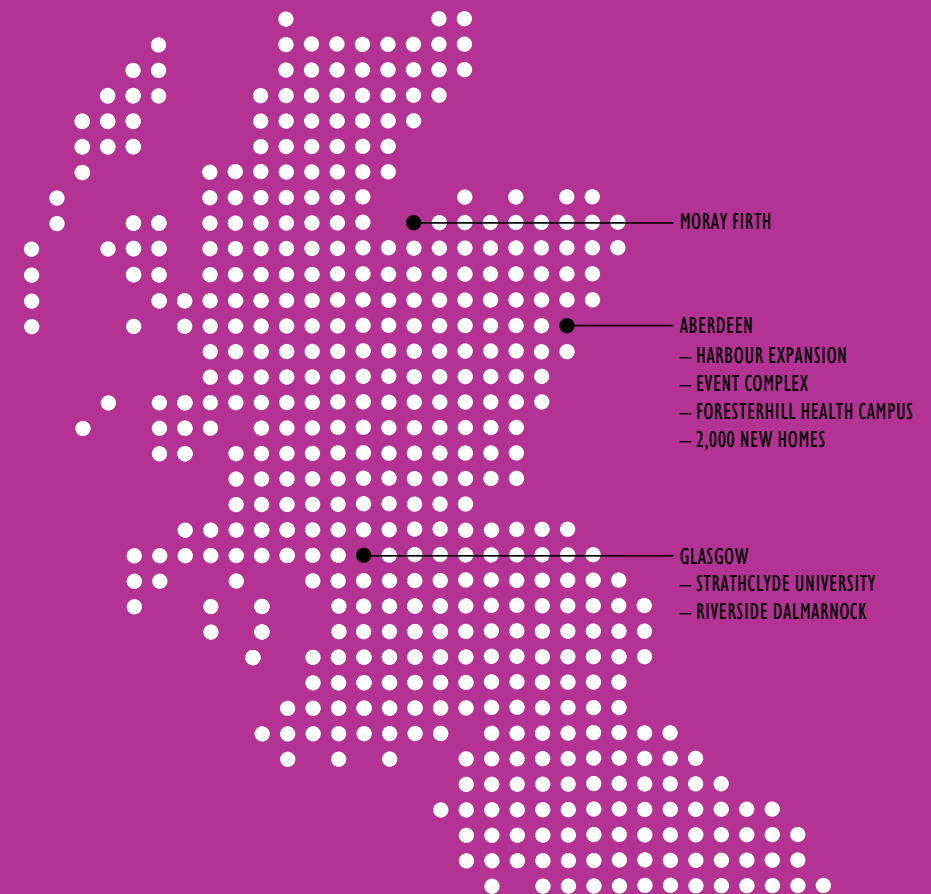 MORAY FIRTH
ABERDEEN
– HARBOUR EXPANSION
– EVENT COMPLEX
– FORESTERHILL HEALTH CAMPUS
– 2,000 NEW HOMES
GLASGOW
– STRATHCLYDE UNIVERSITY
– RIVERSIDE DALMARNOCK